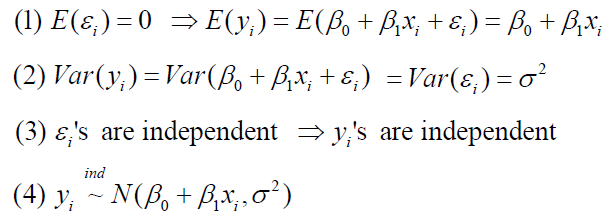 (1) E(εᵢ) = 0 ⇒ E(yᵢ) = E(β₀ + β₁xᵢ + εᵢ) = β₀ + β₁xᵢ
(2) Var(yᵢ) = Var(β₀ + β₁xᵢ + εᵢ) = Var(εᵢ) = σ²
(3) εᵢ's are independent ⇒ yᵢ's are independent
(4) yᵢ ~ⁱⁿᵈ N(β₀ + β₁xᵢ, σ²)